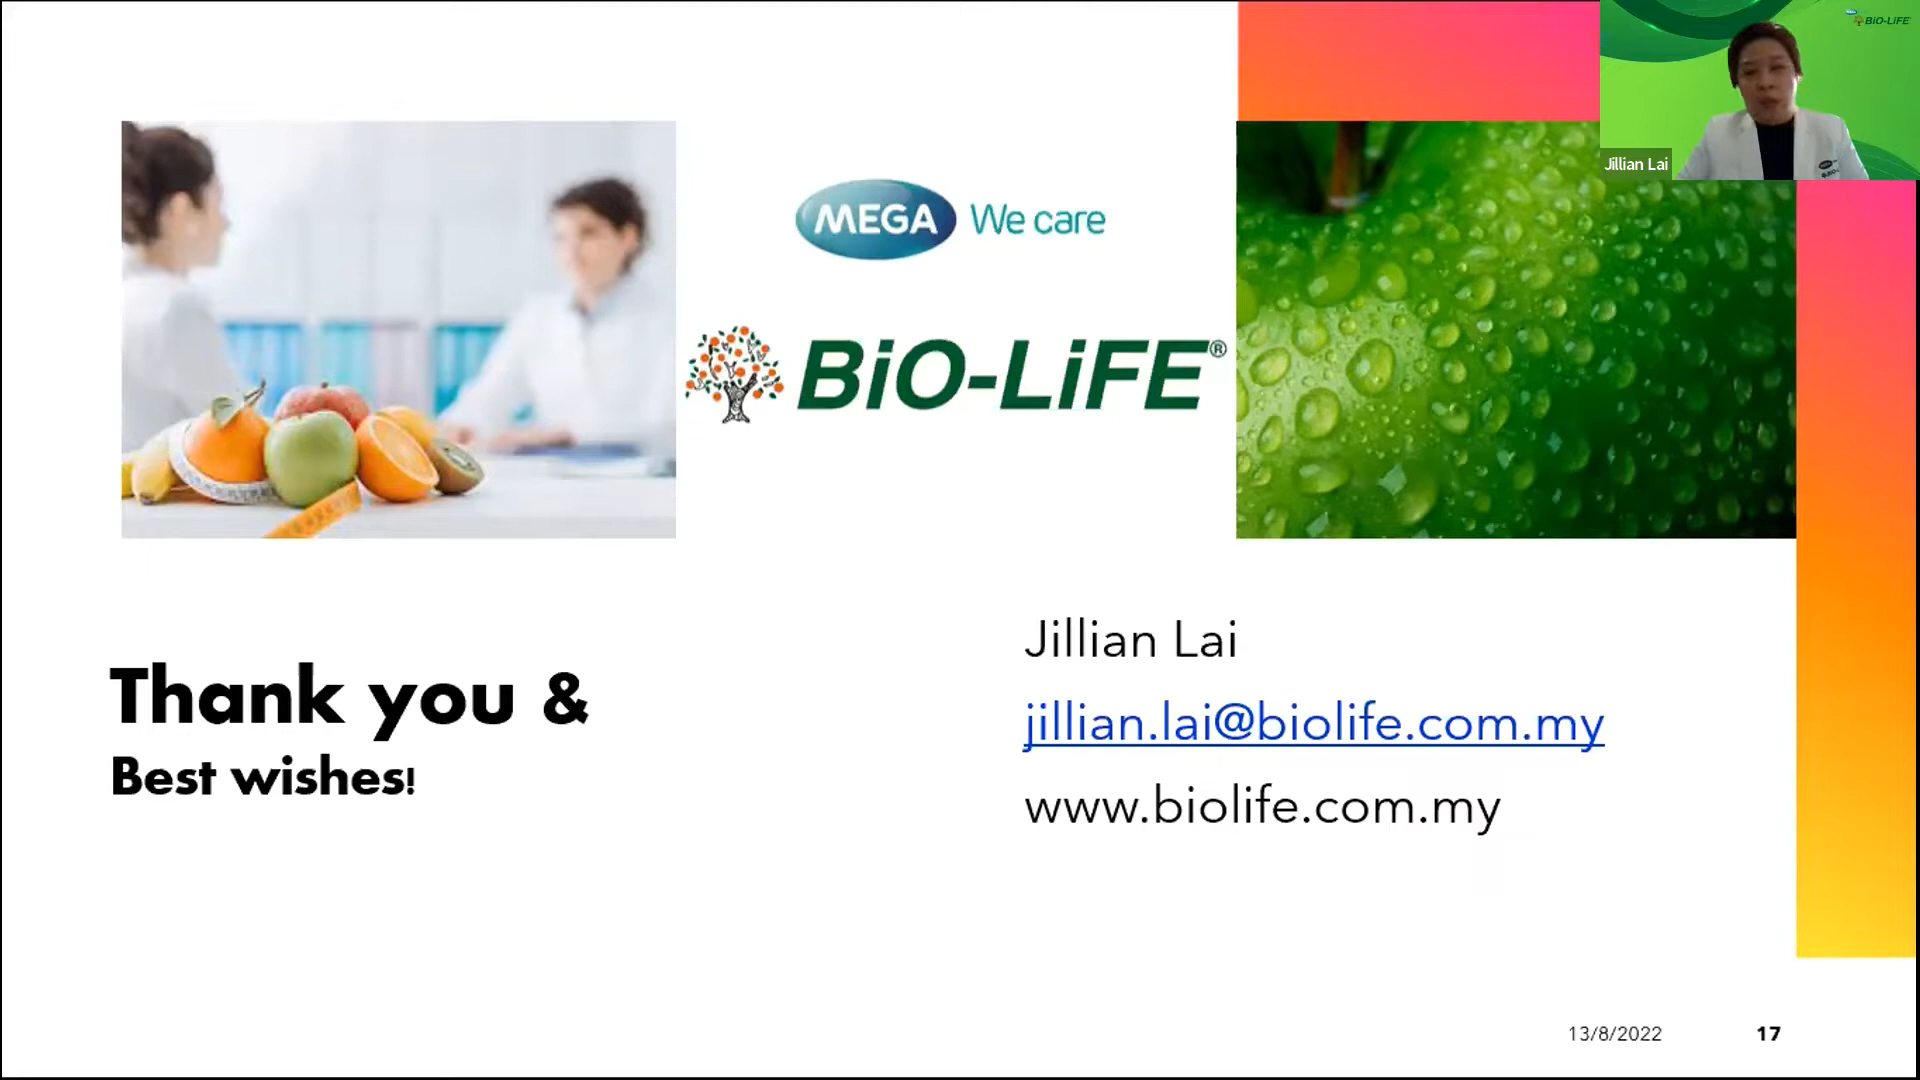 BiO-LiFE
Jillian Lai
MEGA We care
BiO-LiFE®
Thank you &
Best wishes!
Jillian Lai
jillian.lai@biolife.com.my
www.biolife.com.my
13/8/2022
17